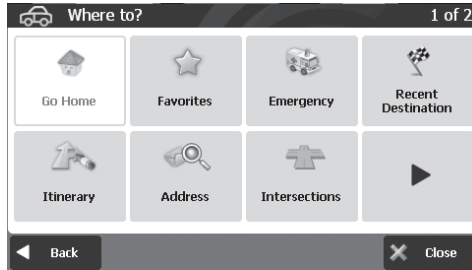 Where to?
1 of 2
Go Home
Favorites
Emergency
Recent
Destination
Itinerary
Address
Intersections
Back
Close